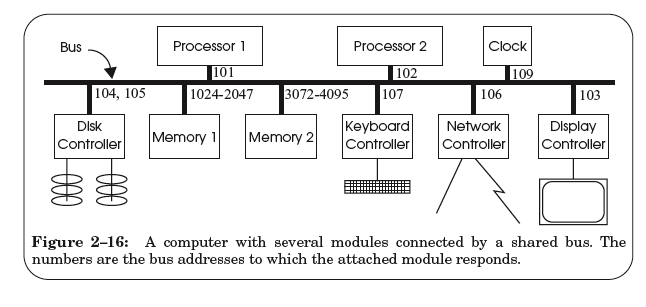 Bus
Processor 1
Processor 2
Clock
101
102
109
104, 105
1024-2047
3072-4095
107
106
103
Disk
Controller
Memory 1
Memory 2
Keyboard
Controller
Network
Controller
Display
Controller
Figure 2–16: A computer with several modules connected by a shared bus. The
numbers are the bus addresses to which the attached module responds.